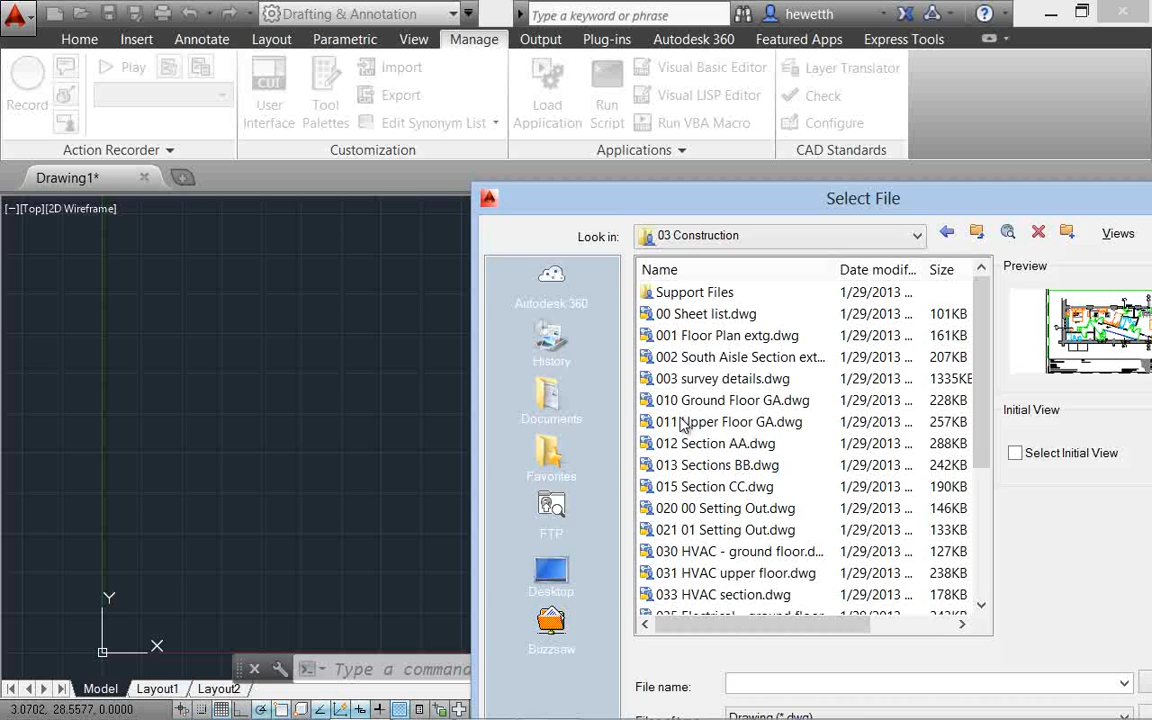 Drafting & Annotation
Type a keyword or phrase
hewetth
Home Insert Annotate Layout Parametric View Manage Output Plug-ins Autodesk 360 Featured Apps Express Tools
Record
Play
CUI
User Interface
Tool Palettes
Import
Export
Edit Synonym List
Load Application
Run Script
Visual Basic Editor
Visual LISP Editor
Run VBA Macro
Layer Translator
Check
Configure
Action Recorder
Customization
Applications
CAD Standards
Drawing1*
[−][Top][2D Wireframe]
Select File
Look in: 03 Construction
Views
Autodesk 360
History
Documents
Favorites
FTP
Desktop
Buzzsaw
Name Date modif... Size
Support Files 1/29/2013 ...
00 Sheet list.dwg 1/29/2013 ... 101KB
001 Floor Plan extg.dwg 1/29/2013 ... 161KB
002 South Aisle Section ext... 1/29/2013 ... 207KB
003 survey details.dwg 1/29/2013 ... 1335KE
010 Ground Floor GA.dwg 1/29/2013 ... 228KB
011 Upper Floor GA.dwg 1/29/2013 ... 257KB
012 Section AA.dwg 1/29/2013 ... 288KB
013 Sections BB.dwg 1/29/2013 ... 242KB
015 Section CC.dwg 1/29/2013 ... 190KB
020 00 Setting Out.dwg 1/29/2013 ... 146KB
021 01 Setting Out.dwg 1/29/2013 ... 133KB
030 HVAC - ground floor.d... 1/29/2013 ... 127KB
031 HVAC upper floor.dwg 1/29/2013 ... 238KB
033 HVAC section.dwg 1/29/2013 ... 178KB
Preview
Initial View
Select Initial View
File name:
Drawing (*.dwg)
Y
X
Type a command
Model Layout1 Layout2
3.0702, 28.5577, 0.0000